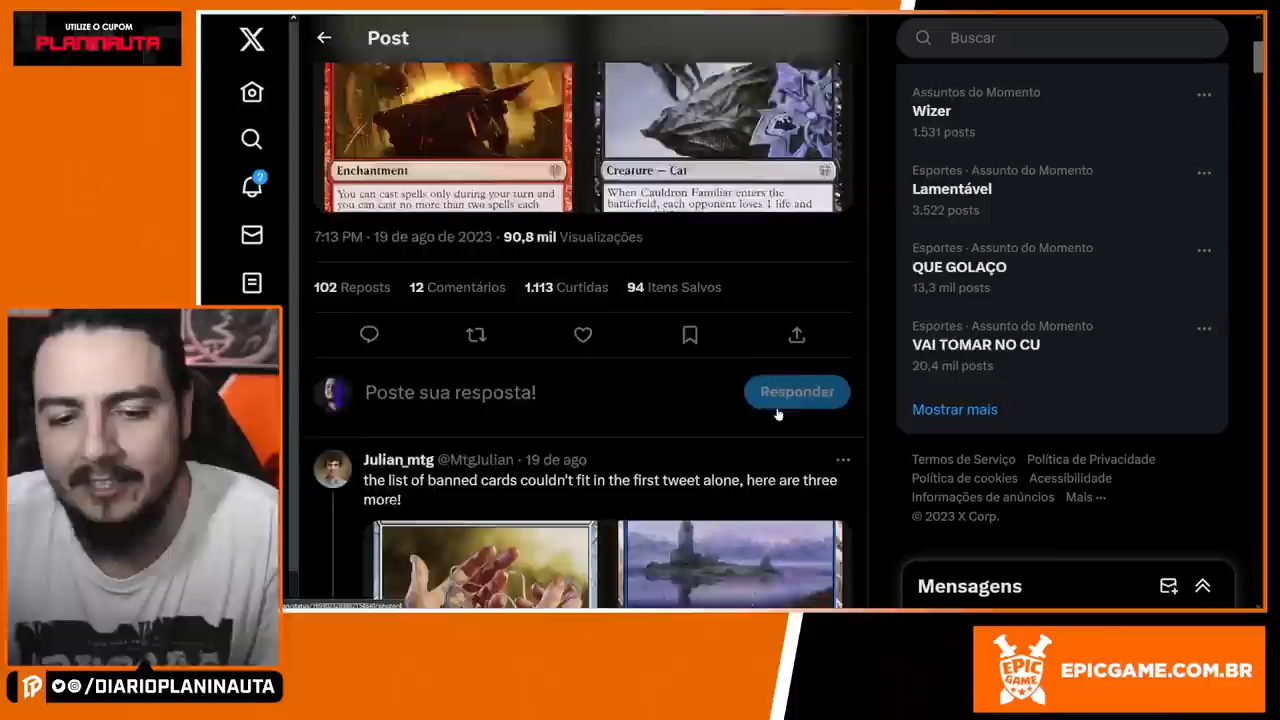 UTILIZE O CUPOM
PLANINAUTA
Post
Buscar
Enchantment
You can cast spells only during your turn and
you can cast no more than two spells each
Creature — Cat
When Cauldron Familiar enters the
battlefield, each opponent loses 1 life and
7:13 PM · 19 de ago de 2023 · 90,8 mil Visualizações
102 Reposts 12 Comentários 1.113 Curtidas 94 Itens Salvos
Poste sua resposta!
Responder
Julian_mtg @MtgJulian · 19 de ago
the list of banned cards couldn't fit in the first tweet alone, here are three
more!
Assuntos do Momento
Wizer
1.531 posts
Esportes · Assunto do Momento
Lamentável
3.522 posts
Esportes · Assunto do Momento
QUE GOLAÇO
13,3 mil posts
Esportes · Assunto do Momento
VAI TOMAR NO CU
20,4 mil posts
Mostrar mais
Termos de Serviço Política de Privacidade
Política de cookies Acessibilidade
Informações de anúncios Mais ···
© 2023 X Corp.
Mensagens
2
/DIARIOPLANINAUTA
EPIC
GAME
EPICGAME.COM.BR